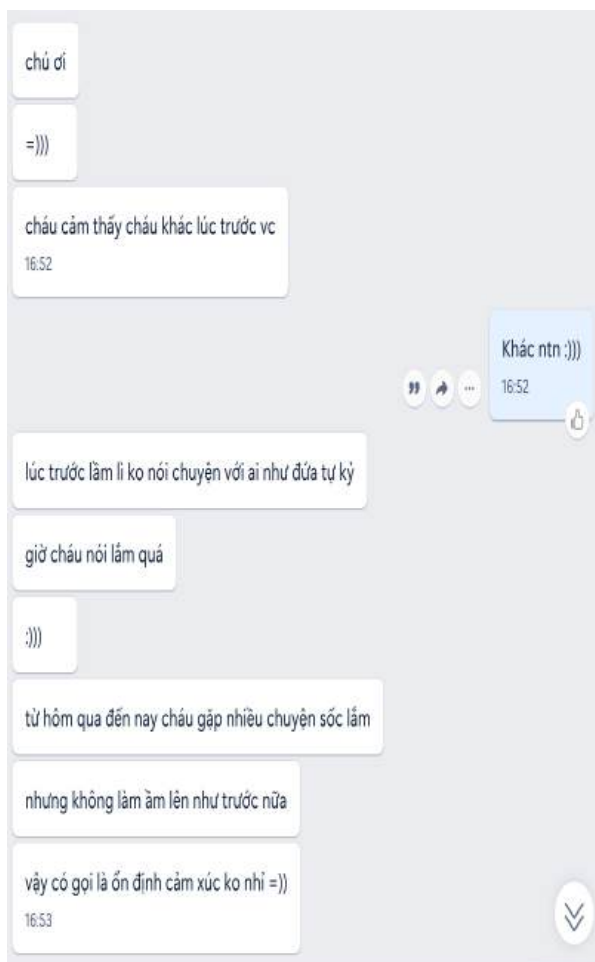 chú ơi
=)))
cháu cảm thấy cháu khác lúc trước vc
16:52
Khác ntn :)))
16:52
lúc trước lầm lì ko nói chuyện với ai như đứa tự kỷ
giờ cháu nói lắm quá
:)))
từ hôm qua đến nay cháu gặp nhiều chuyện sốc lắm
nhưng không làm ầm lên như trước nữa
vậy có gọi là ổn định cảm xúc ko nhỉ =))
16:53